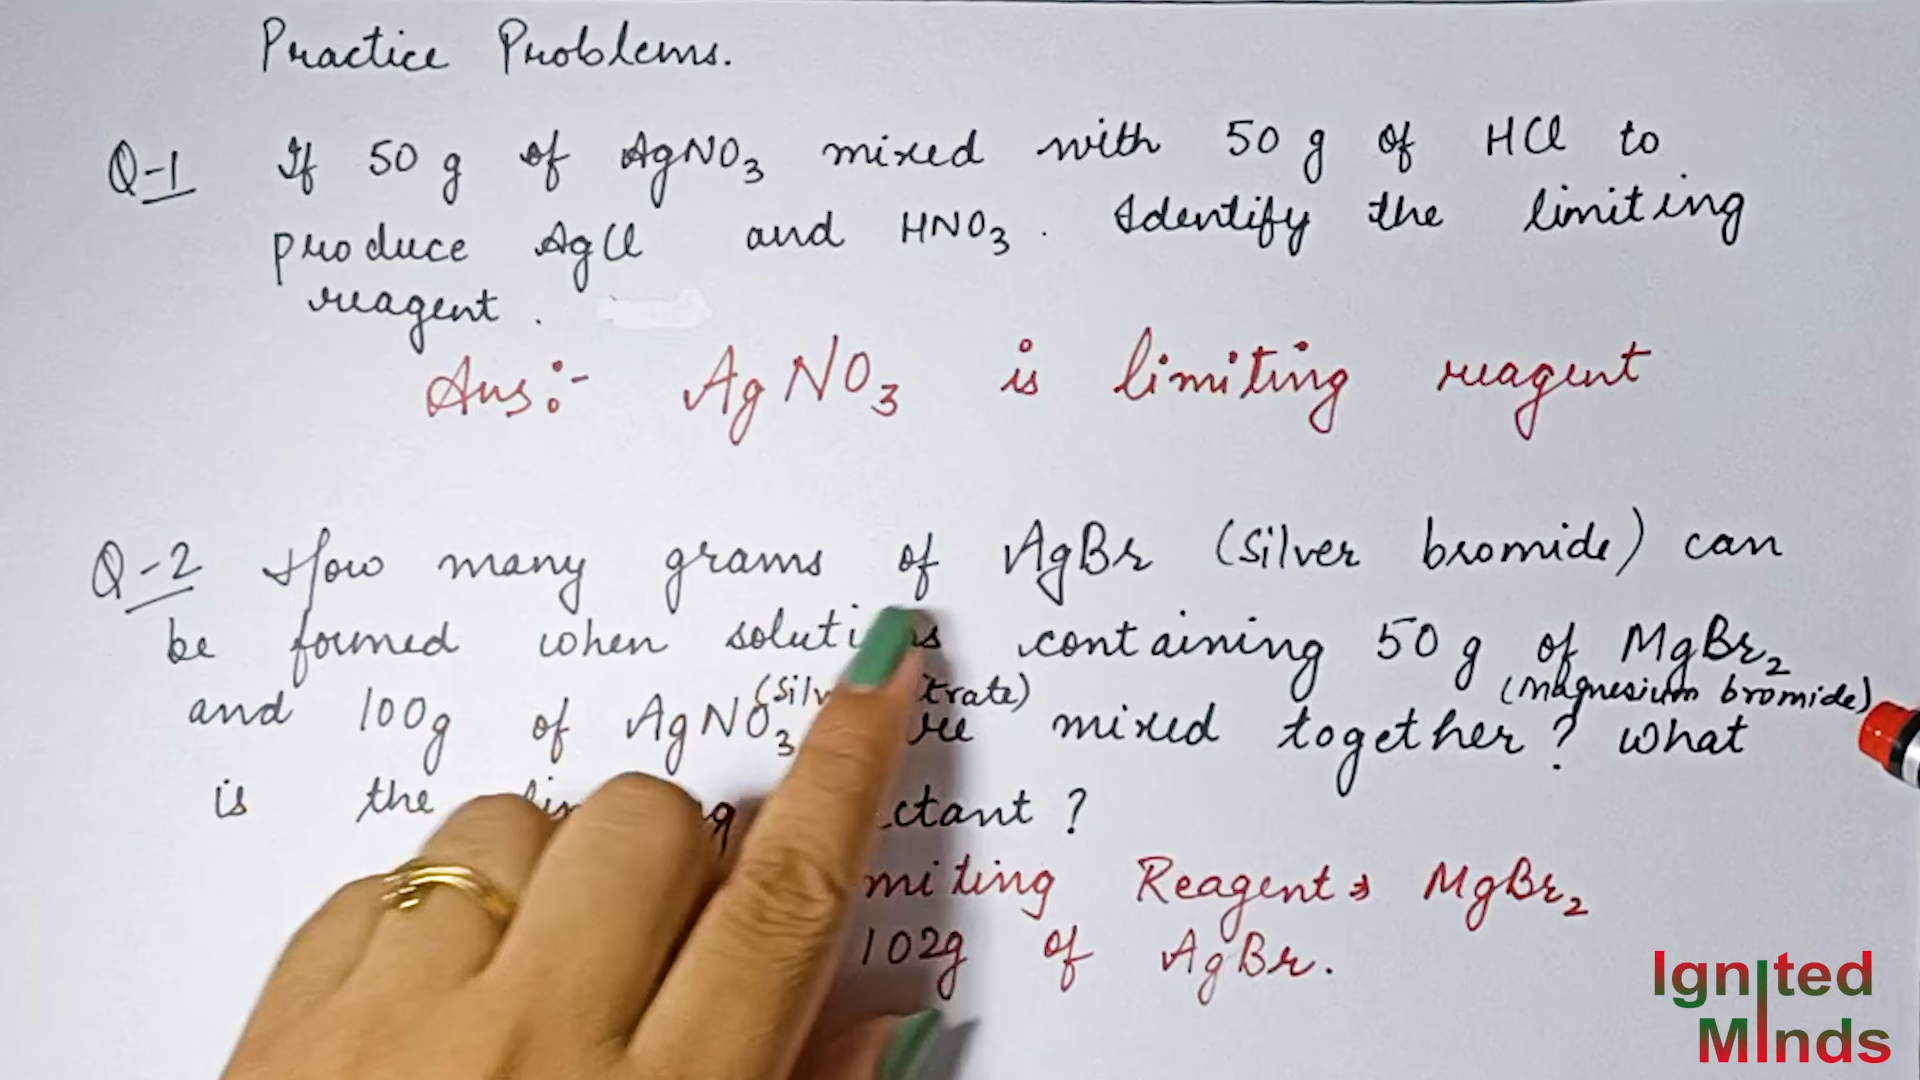 Practice Problems.
Q-1 If 50 g of AgNO3 mixed with 50 g of HCl to
produce AgCl and HNO3. Identify the limiting
reagent.
Ans:- AgNO3 is limiting reagent
Q-2 How many grams of AgBr (silver bromide) can
be formed when containing 50 g of MgBr2
(magnesium bromide)
and 100g of AgNO3 mixed together? What
is the ?
Reagent → MgBr2
102g of AgBr.
Ignited
Minds